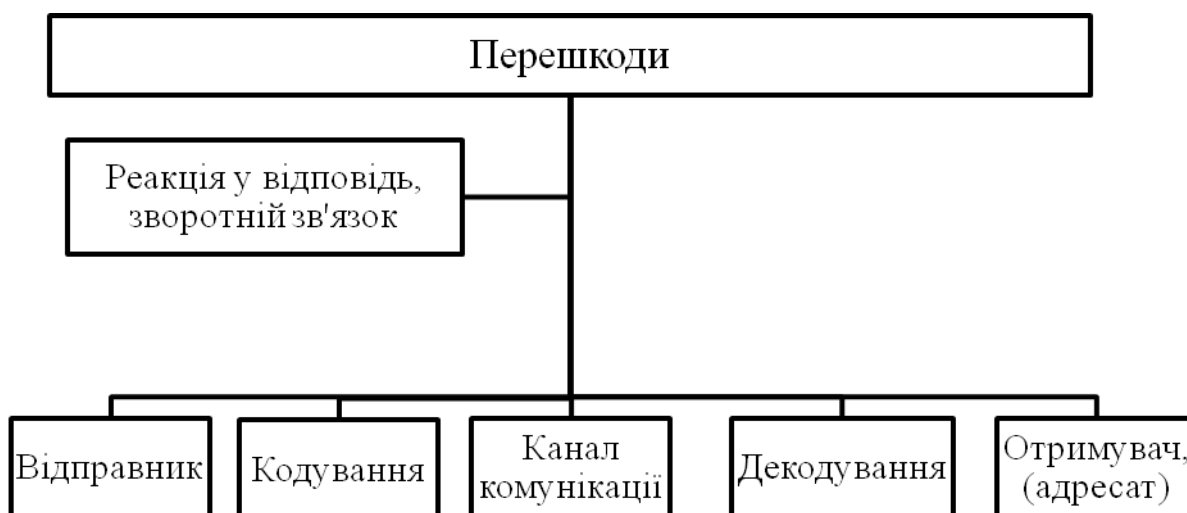 Перешкоди
Реакція у відповідь,
зворотній зв'язок
Відправник
Кодування
Канал
комунікації
Декодування
Отримувач,
(адресат)